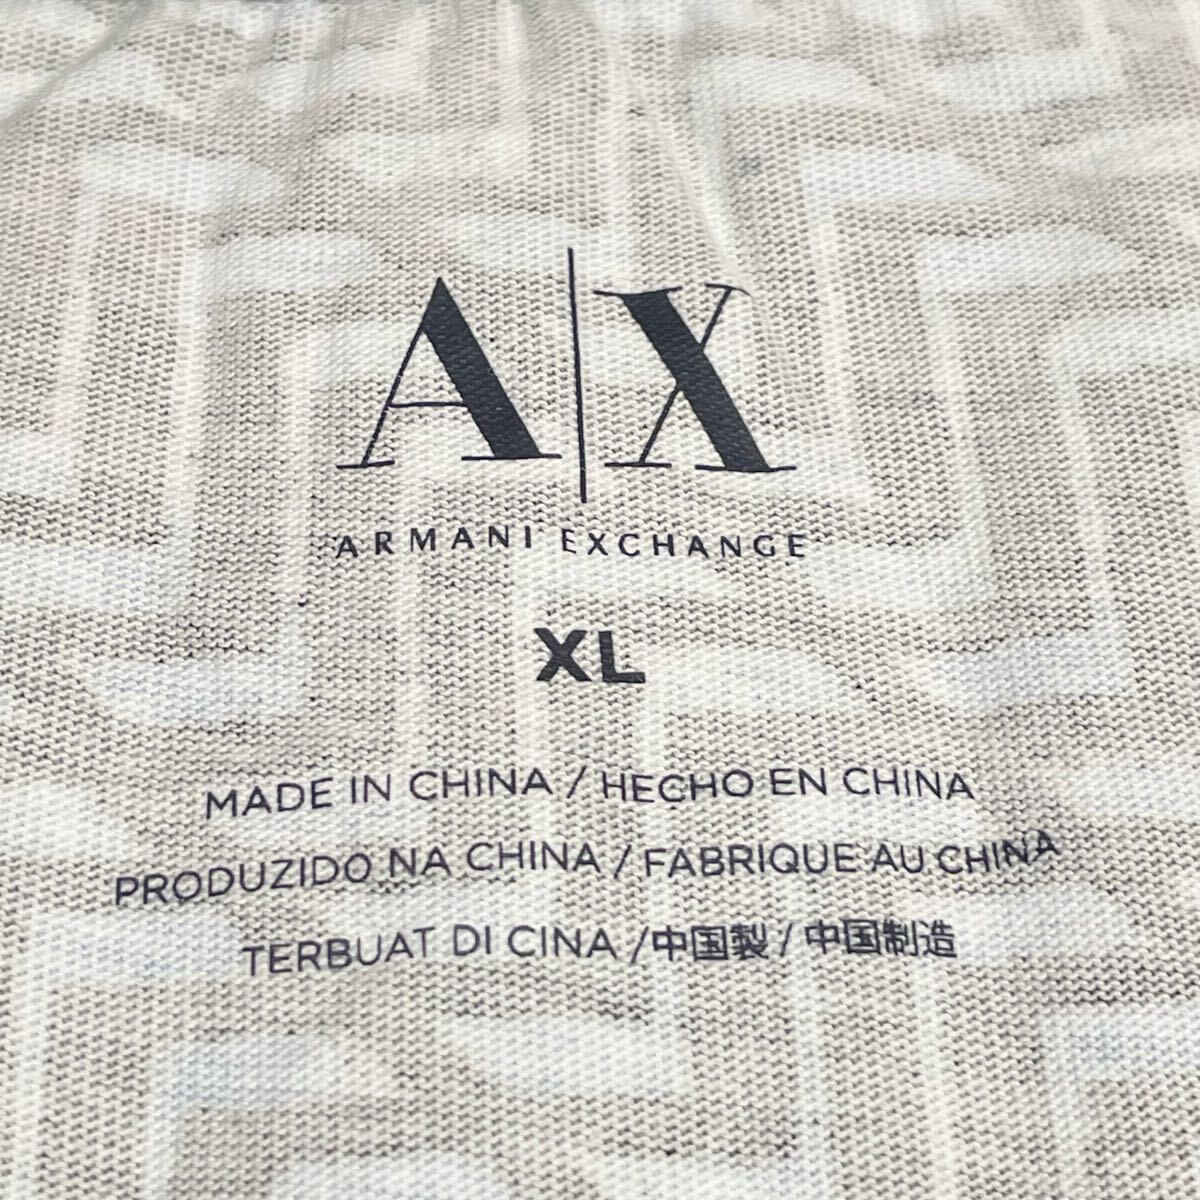 A|X
ARMANI EXCHANGE
XL
MADE IN CHINA / HECHO EN CHINA
PRODUZIDO NA CHINA / FABRIQUE AU CHINA
TERBUAT DI CINA /中国製 / 中国制造